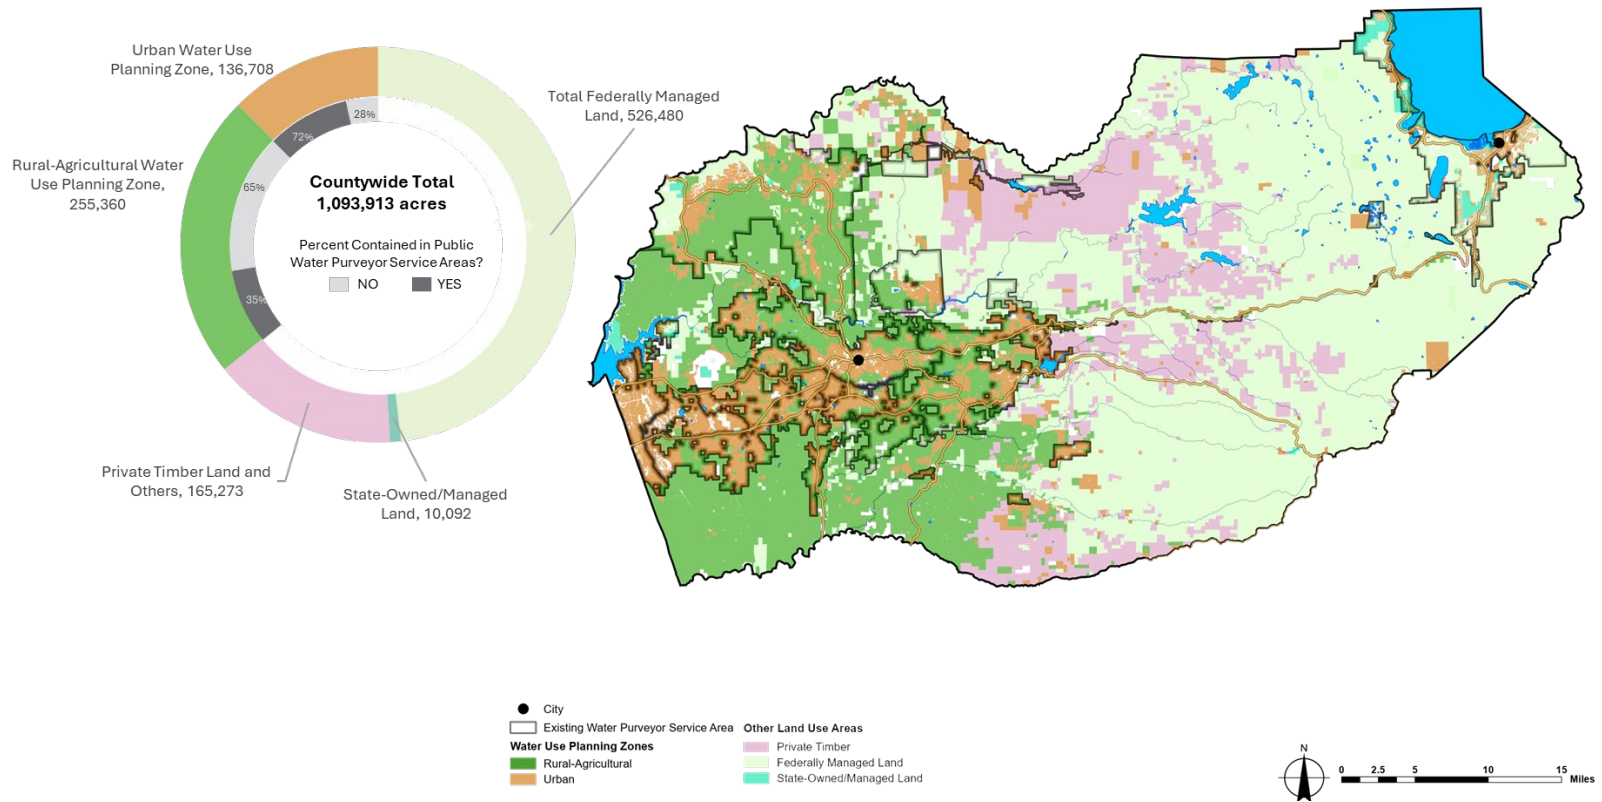 Urban Water Use
Planning Zone, 136,708
Total Federally Managed
Land, 526,480
28%
72%
Rural-Agricultural Water
Use Planning Zone,
255,360
65%
35%
Countywide Total
1,093,913 acres
Percent Contained in Public
Water Purveyor Service Areas?
NO
YES
Private Timber Land and
Others, 165,273
State-Owned/Managed
Land, 10,092
City
Existing Water Purveyor Service Area
Water Use Planning Zones
Rural-Agricultural
Urban
Other Land Use Areas
Private Timber
Federally Managed Land
State-Owned/Managed Land
N
0 2.5 5 10 15
Miles